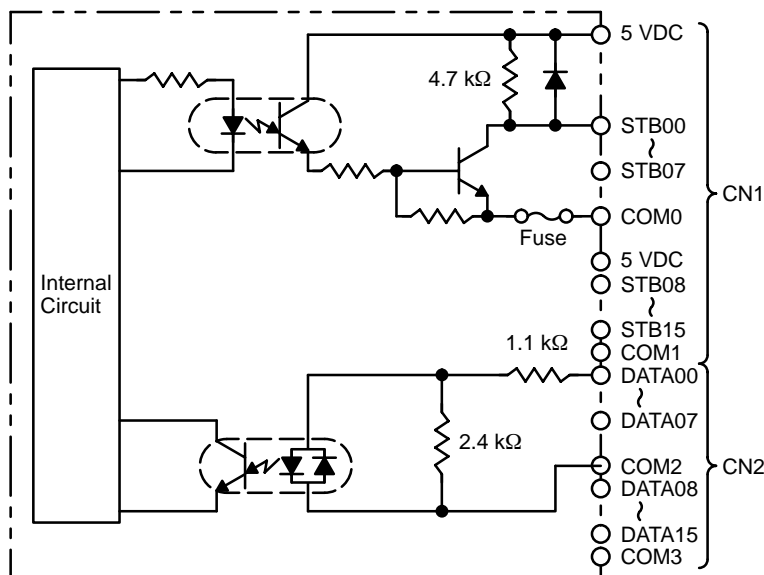 5 VDC
4.7 kΩ
STB00
~
STB07
CN1
COM0
Fuse
5 VDC
STB08
~
STB15
Internal
Circuit
1.1 kΩ
COM1
DATA00
~
DATA07
2.4 kΩ
COM2
CN2
DATA08
~
DATA15
COM3